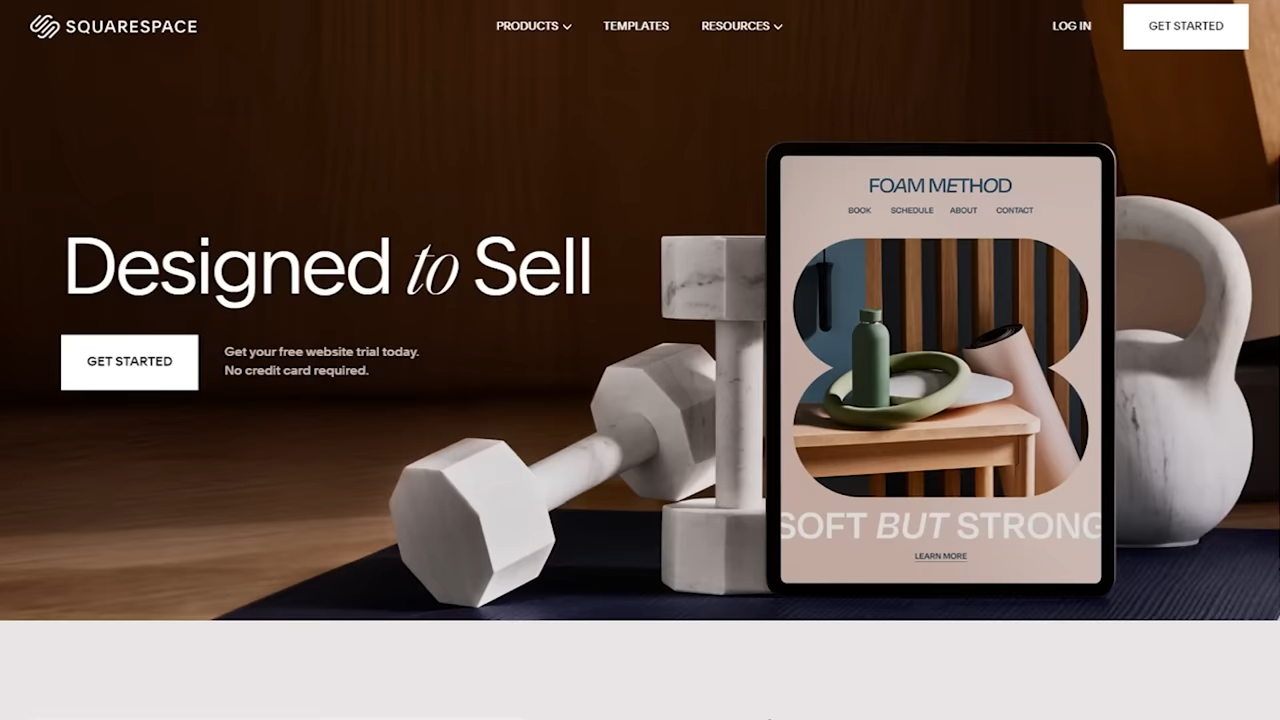 SQUARESPACE
PRODUCTS
TEMPLATES
RESOURCES
LOG IN
GET STARTED
Designed to Sell
GET STARTED
Get your free website trial today.
No credit card required.
FOAM METHOD
BOOK SCHEDULE ABOUT CONTACT
SOFT BUT STRONG
LEARN MORE